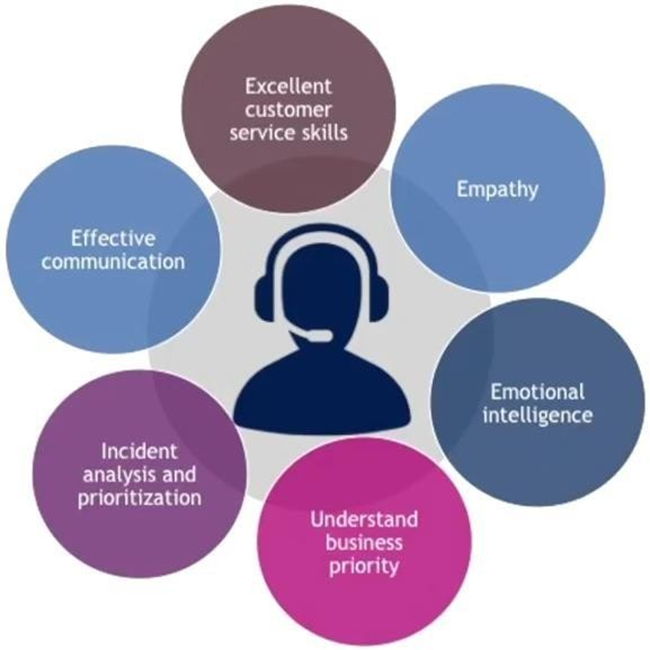 Excellent
customer
service skills
Empathy
Emotional
intelligence
Understand
business
priority
Incident
analysis and
prioritization
Effective
communication